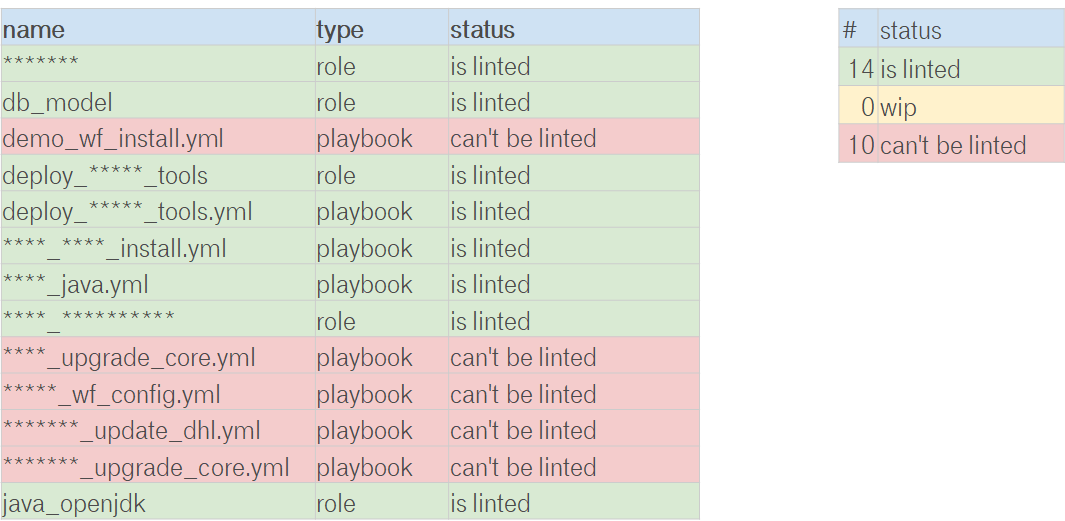 name type status
******* role is linted
db_model role is linted
demo_wf_install.yml playbook can't be linted
deploy_*****_tools role is linted
deploy_*****_tools.yml playbook is linted
****_****_install.yml playbook is linted
****_java.yml playbook is linted
****_********** role is linted
****_upgrade_core.yml playbook can't be linted
*****_wf_config.yml playbook can't be linted
*******_update_dhl.yml playbook can't be linted
*******_upgrade_core.yml playbook can't be linted
java_openjdk role is linted
# status
14 is linted
0 wip
10 can't be linted